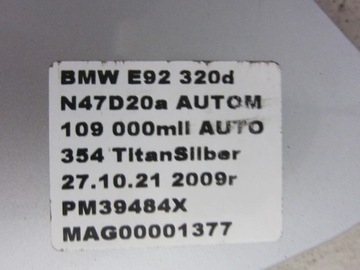 BMW E92 320d
N47D20a AUTOM
109 000mil AUTO
354 TitanSilber
27.10.21 2009r
PM39484X
MAG00001377